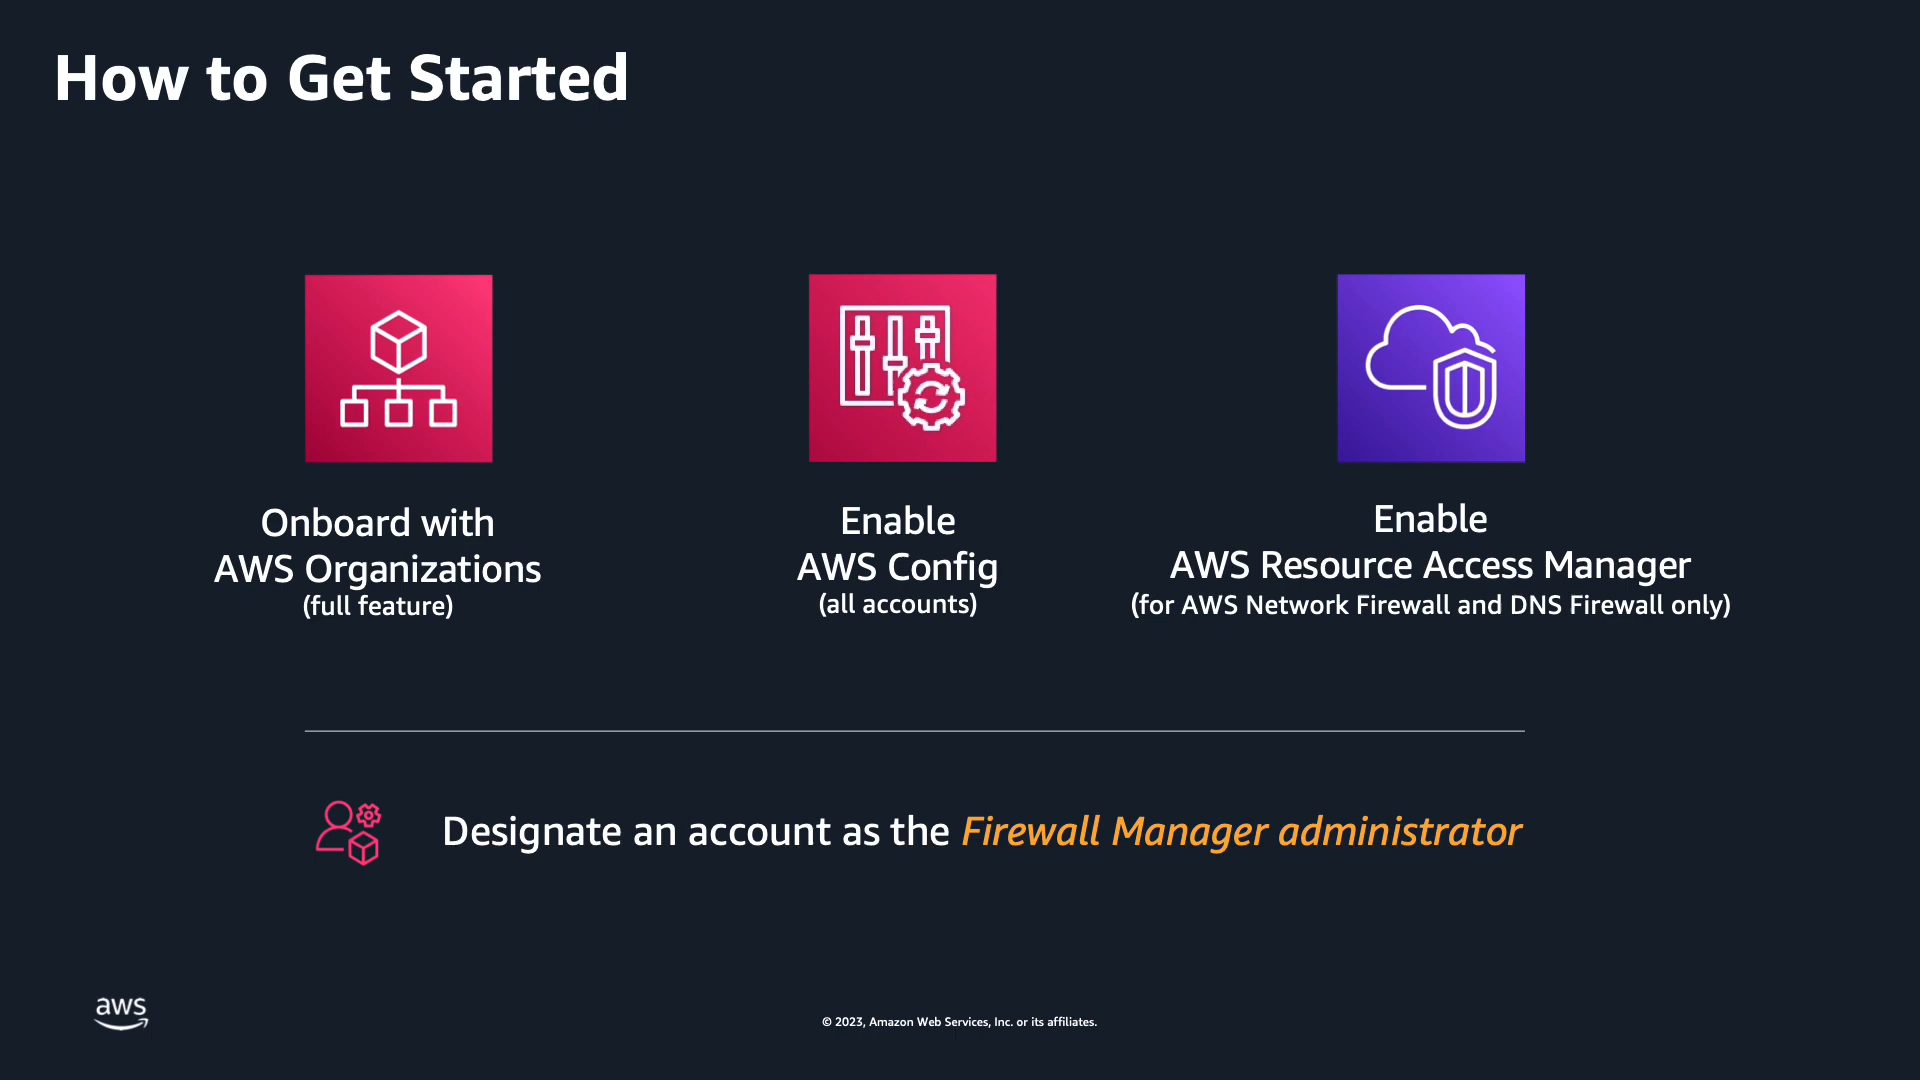 How to Get Started
Onboard with
AWS Organizations
(full feature)
Enable
AWS Config
(all accounts)
Enable
AWS Resource Access Manager
(for AWS Network Firewall and DNS Firewall only)
Designate an account as the Firewall Manager administrator
aws
© 2023, Amazon Web Services, Inc. or its affiliates.